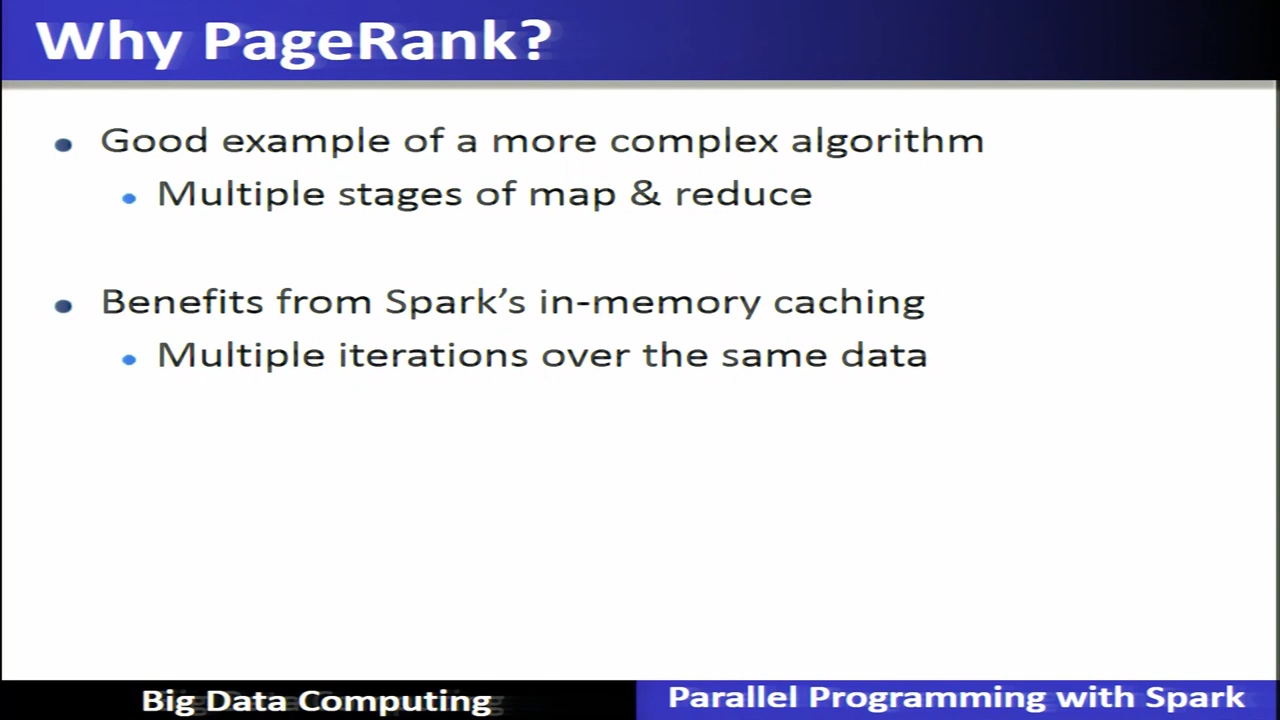 Why PageRank?
Good example of a more complex algorithm
Multiple stages of map & reduce
Benefits from Spark’s in-memory caching
Multiple iterations over the same data
Big Data Computing
Parallel Programming with Spark